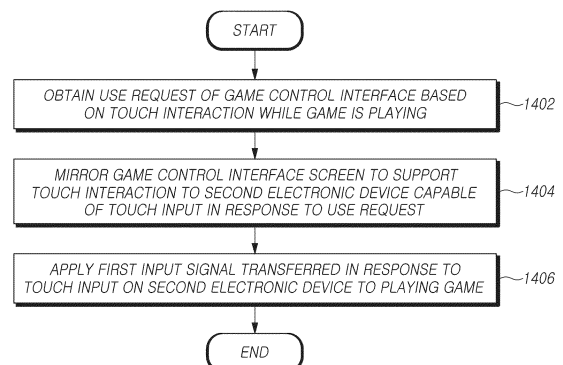 START
OBTAIN USE REQUEST OF GAME CONTROL INTERFACE BASED
ON TOUCH INTERACTION WHILE GAME IS PLAYING
1402
MIRROR GAME CONTROL INTERFACE SCREEN TO SUPPORT
TOUCH INTERACTION TO SECOND ELECTRONIC DEVICE CAPABLE
OF TOUCH INPUT IN RESPONSE TO USE REQUEST
1404
APPLY FIRST INPUT SIGNAL TRANSFERRED IN RESPONSE TO
TOUCH INPUT ON SECOND ELECTRONIC DEVICE TO PLAYING GAME
1406
END